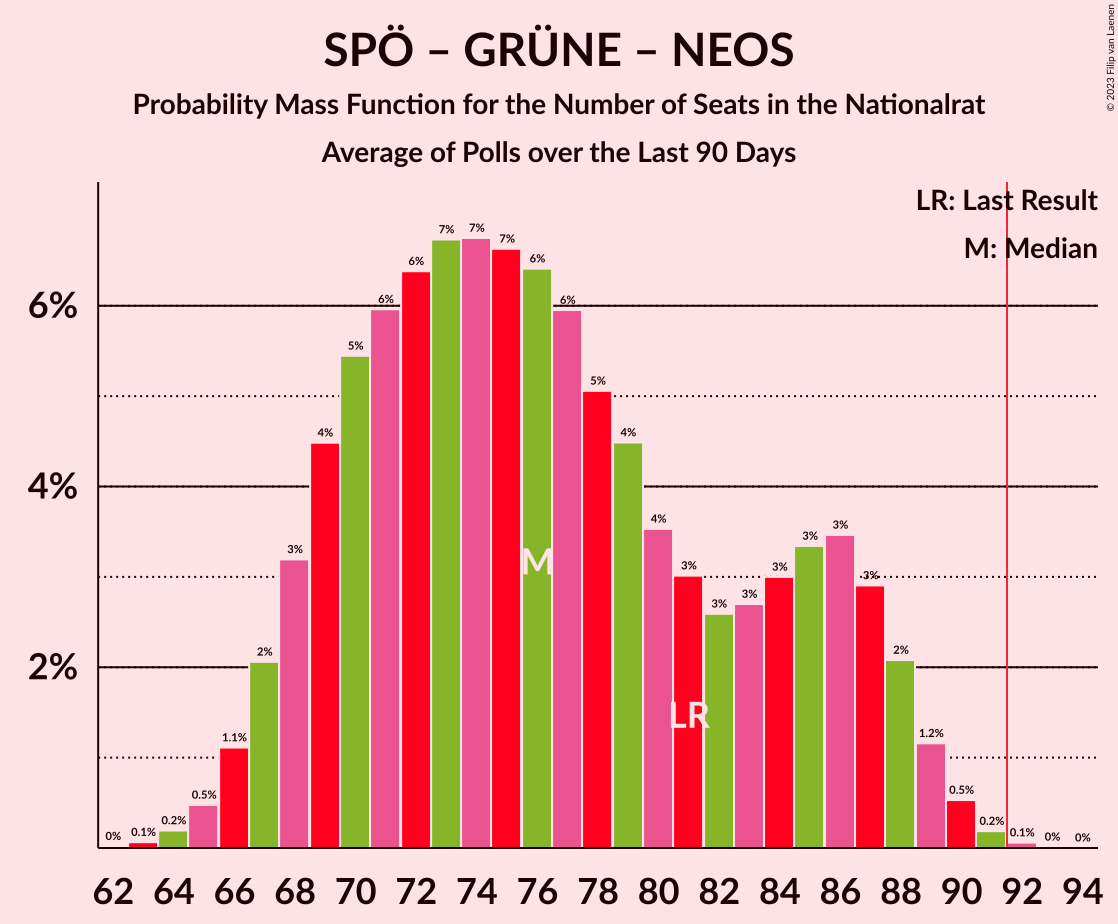 SPÖ – GRÜNE – NEOS
Probability Mass Function for the Number of Seats in the Nationalrat
Average of Polls over the Last 90 Days
© 2023 Filip van Laenen
LR: Last Result
M: Median
6%
4%
2%
0% 0.1% 0.2% 0.5% 1.1% 2% 3% 4% 5% 6% 6% 7% 7% 7% 6% 6% 5% 4% 4% 3% 3% 3% 3% 3% 3% 3% 2% 1.2% 0.5% 0.2% 0.1% 0% 0%
M
LR
62 64 66 68 70 72 74 76 78 80 82 84 86 88 90 92 94